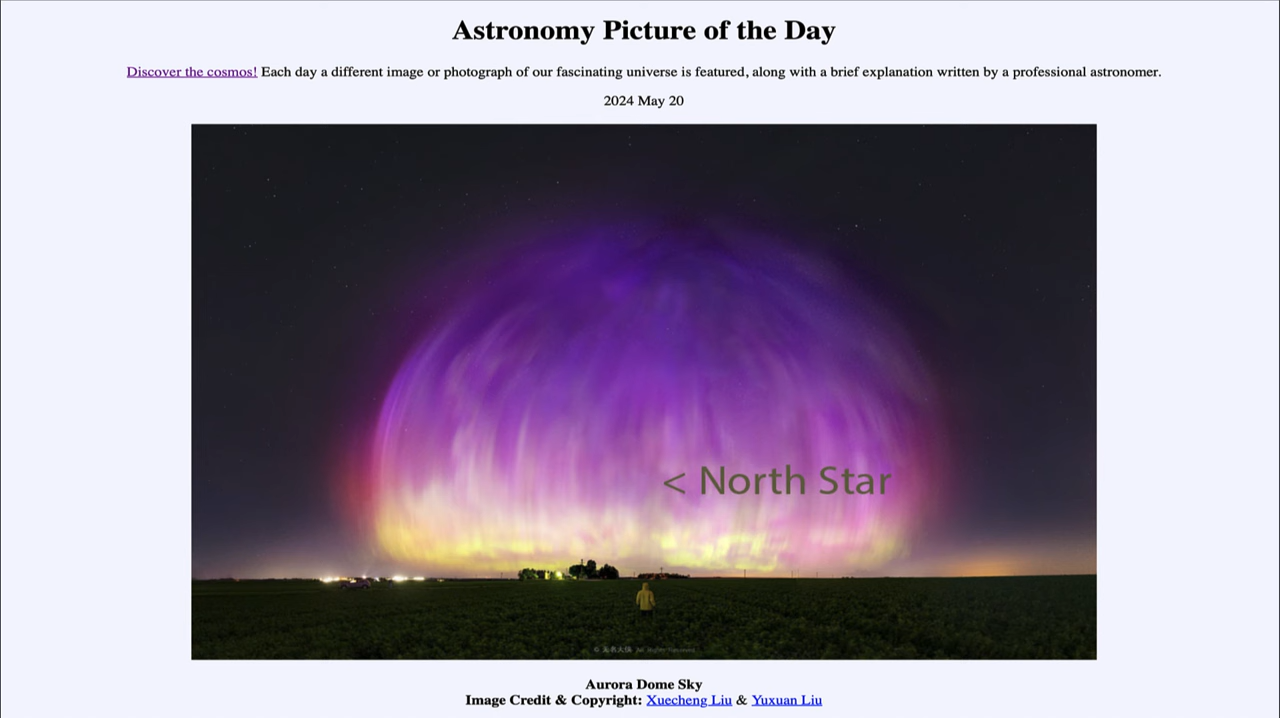 Astronomy Picture of the Day
Discover the cosmos! Each day a different image or photograph of our fascinating universe is featured, along with a brief explanation written by a professional astronomer.
2024 May 20
< North Star
Aurora Dome Sky
Image Credit & Copyright: Xuecheng Liu & Yuxuan Liu